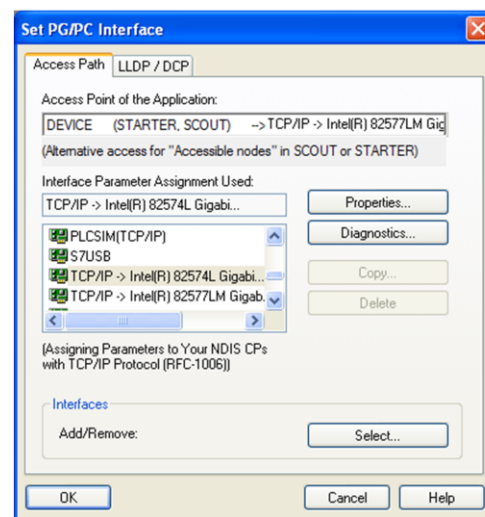 Set PG/PC Interface
Access Path
LLDP / DCP
Access Point of the Application:
DEVICE (STARTER, SCOUT) -->TCP/IP -> Intel(R) 82577LM Gig
(Alternative access for "Accessible nodes" in SCOUT or STARTER)
Interface Parameter Assignment Used:
TCP/IP -> Intel(R) 82574L Gigabi...
Properties...
Diagnostics...
PLCSIM(TCP/IP)
S7USB
TCP/IP -> Intel(R) 82574L Gigabi...
TCP/IP -> Intel(R) 82577LM Gigab.
Copy...
Delete
(Assigning Parameters to Your NDIS CPs
with TCP/IP Protocol (RFC-1006))
Interfaces
Add/Remove:
Select...
OK
Cancel
Help